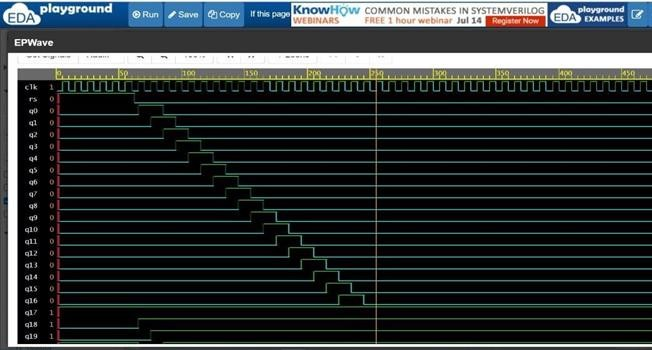 EDA playground
Run Save Copy If this page
KnowHow WEBINARS
COMMON MISTAKES IN SYSTEMVERILOG
FREE 1 hour webinar Jul 14 Register Now
EDA playground EXAMPLES
EPWave
0 50 100 150 200 250 300 350 400 450
clk 1
rs 0
q0 0
q1 0
q2 0
q3 0
q4 0
q5 0
q6 0
q7 0
q8 0
q9 0
q10 0
q11 0
q12 0
q13 0
q14 0
q15 0
q16 0
q17 1
q18 1
q19 1